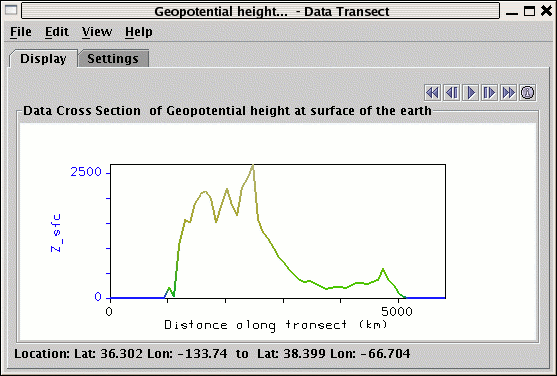 Geopotential height... - Data Transect
File Edit View Help
Display Settings
Data Cross Section of Geopotential height at surface of the earth
2500
Z_sfc
0
0 5000
Distance along transect (km)
Location: Lat: 36.302 Lon: -133.74 to Lat: 38.399 Lon: -66.704